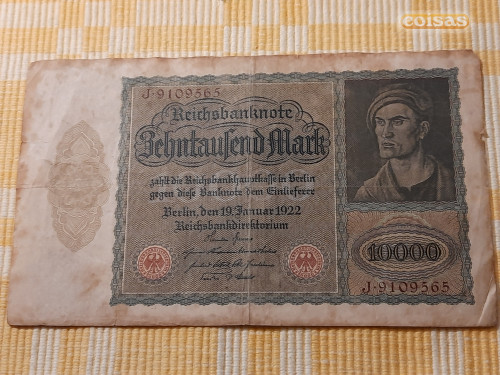 coisas
J·9109565
Reichsbanknote
Zehntausend Mark
zahlt die Reichsbankhauptkasse in Berlin
gegen diese Banknote dem Einlieferer
Berlin, den 19. Januar 1922
Reichsbankdirektorium
10000
J·9109565